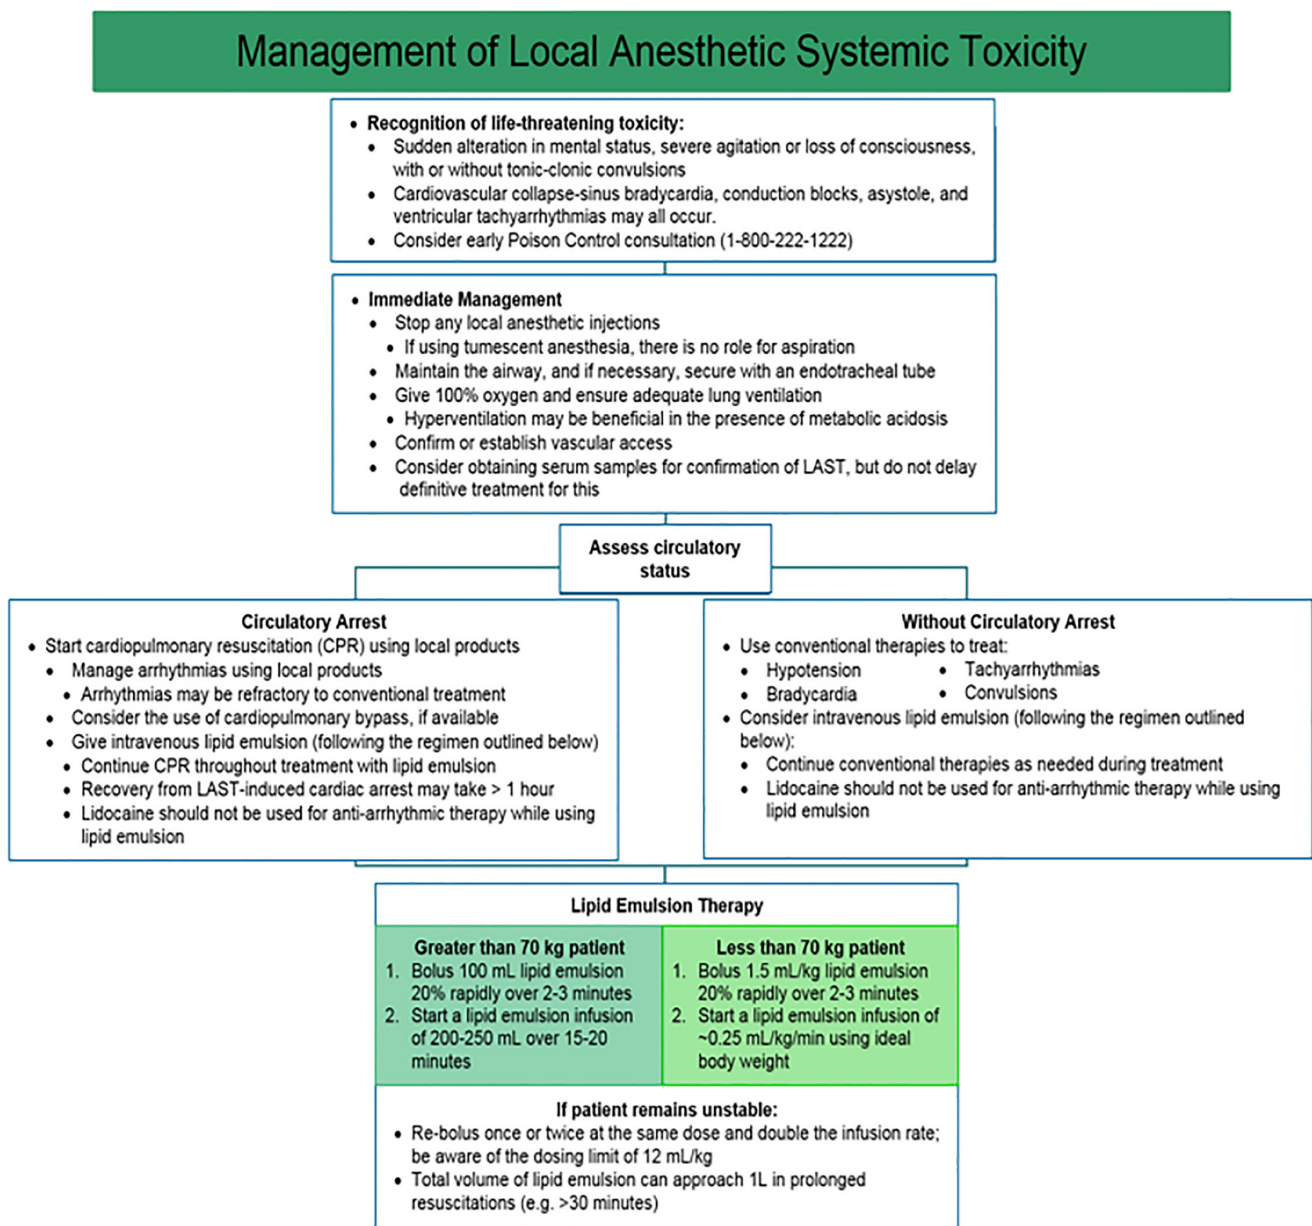 Management of Local Anesthetic Systemic Toxicity
• Recognition of life-threatening toxicity:
• Sudden alteration in mental status, severe agitation or loss of consciousness,
with or without tonic-clonic convulsions
• Cardiovascular collapse-sinus bradycardia, conduction blocks, asystole, and
ventricular tachyarrhythmias may all occur.
• Consider early Poison Control consultation (1-800-222-1222)
• Immediate Management
• Stop any local anesthetic injections
• If using tumescent anesthesia, there is no role for aspiration
• Maintain the airway, and if necessary, secure with an endotracheal tube
• Give 100% oxygen and ensure adequate lung ventilation
• Hyperventilation may be beneficial in the presence of metabolic acidosis
• Confirm or establish vascular access
• Consider obtaining serum samples for confirmation of LAST, but do not delay
definitive treatment for this
Assess circulatory
status
Circulatory Arrest
• Start cardiopulmonary resuscitation (CPR) using local products
• Manage arrhythmias using local products
• Arrhythmias may be refractory to conventional treatment
• Consider the use of cardiopulmonary bypass, if available
• Give intravenous lipid emulsion (following the regimen outlined below)
• Continue CPR throughout treatment with lipid emulsion
• Recovery from LAST-induced cardiac arrest may take > 1 hour
• Lidocaine should not be used for anti-arrhythmic therapy while using
lipid emulsion
Without Circulatory Arrest
• Use conventional therapies to treat:
• Hypotension • Tachyarrhythmias
• Bradycardia • Convulsions
• Consider intravenous lipid emulsion (following the regimen outlined
below):
• Continue conventional therapies as needed during treatment
• Lidocaine should not be used for anti-arrhythmic therapy while using
lipid emulsion
Lipid Emulsion Therapy
Greater than 70 kg patient
1. Bolus 100 mL lipid emulsion
20% rapidly over 2-3 minutes
2. Start a lipid emulsion infusion
of 200-250 mL over 15-20
minutes
Less than 70 kg patient
1. Bolus 1.5 mL/kg lipid emulsion
20% rapidly over 2-3 minutes
2. Start a lipid emulsion infusion of
~0.25 mL/kg/min using ideal
body weight
If patient remains unstable:
• Re-bolus once or twice at the same dose and double the infusion rate;
be aware of the dosing limit of 12 mL/kg
• Total volume of lipid emulsion can approach 1L in prolonged
resuscitations (e.g. >30 minutes)